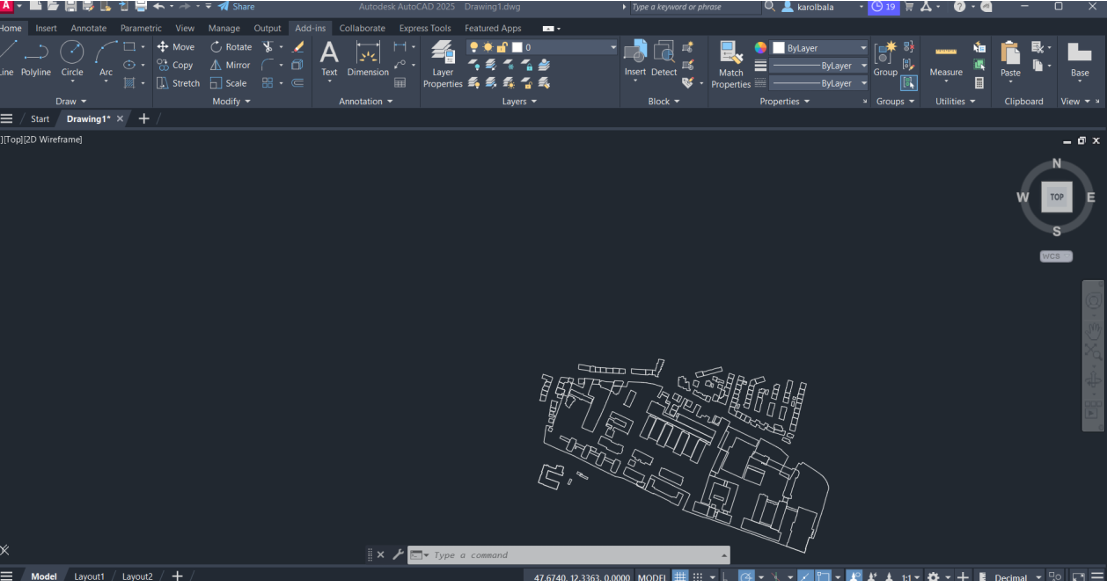 A Share Autodesk AutoCAD 2025 Drawing1.dwg Type a keyword or phrase karolbala 19
Home Insert Annotate Parametric View Manage Output Add-ins Collaborate Express Tools Featured Apps
Line Polyline Circle Arc Move Rotate Text Dimension Layer Properties 0 Insert Detect Match Properties ByLayer Group Measure Paste Base
Copy Mirror ByLayer
Stretch Scale ByLayer
Draw Modify Annotation Layers Block Properties Groups Utilities Clipboard View
Start Drawing1*
][Top][2D Wireframe]
N
W TOP E
S
WCS
X
Type a command
Model Layout1 Layout2 47.6740, 12.3363, 0.0000 MODEL 1:1 Decimal